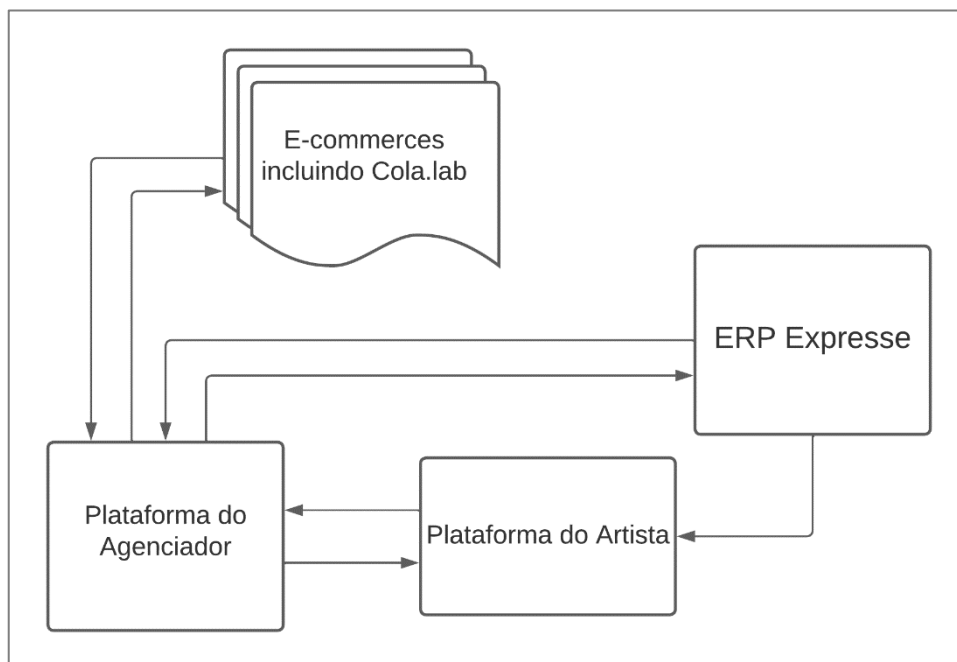 E-commerces
incluindo Cola.lab
ERP Expresse
Plataforma do
Agenciador
Plataforma do Artista